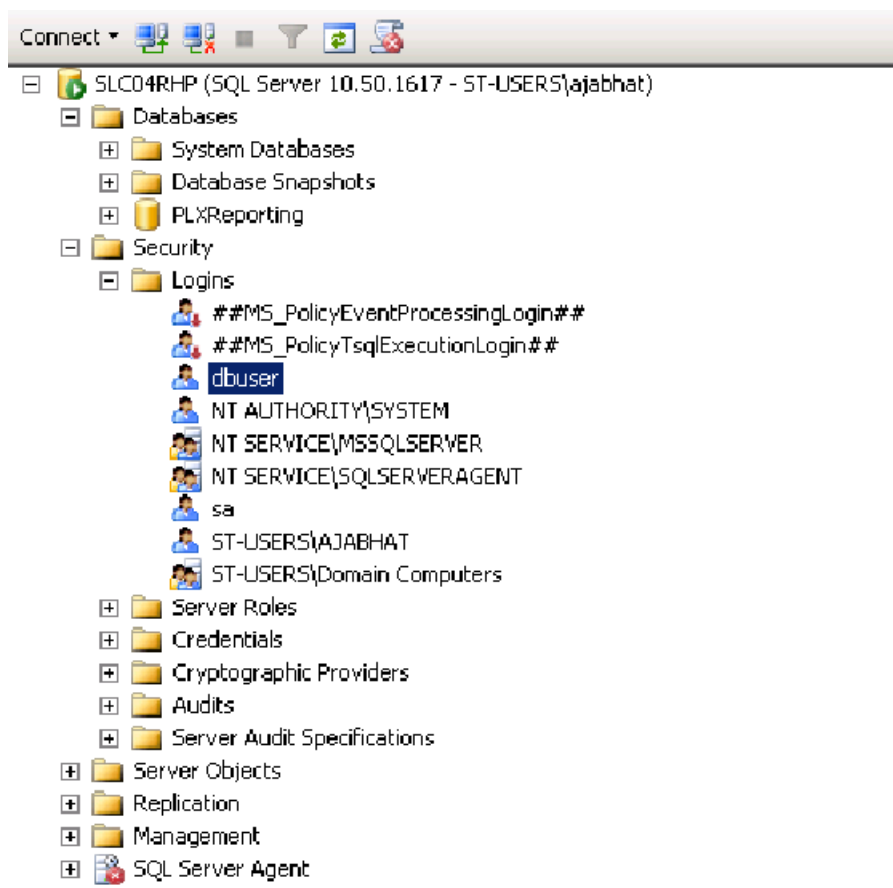 Connect
SLC04RHP (SQL Server 10.50.1617 - ST-USERS\ajabhat)
Databases
System Databases
Database Snapshots
PLXReporting
Security
Logins
##MS_PolicyEventProcessingLogin##
##MS_PolicyTsqlExecutionLogin##
dbuser
NT AUTHORITY\SYSTEM
NT SERVICE\MSSQLSERVER
NT SERVICE\SQLSERVERAGENT
sa
ST-USERS\AJABHAT
ST-USERS\Domain Computers
Server Roles
Credentials
Cryptographic Providers
Audits
Server Audit Specifications
Server Objects
Replication
Management
SQL Server Agent